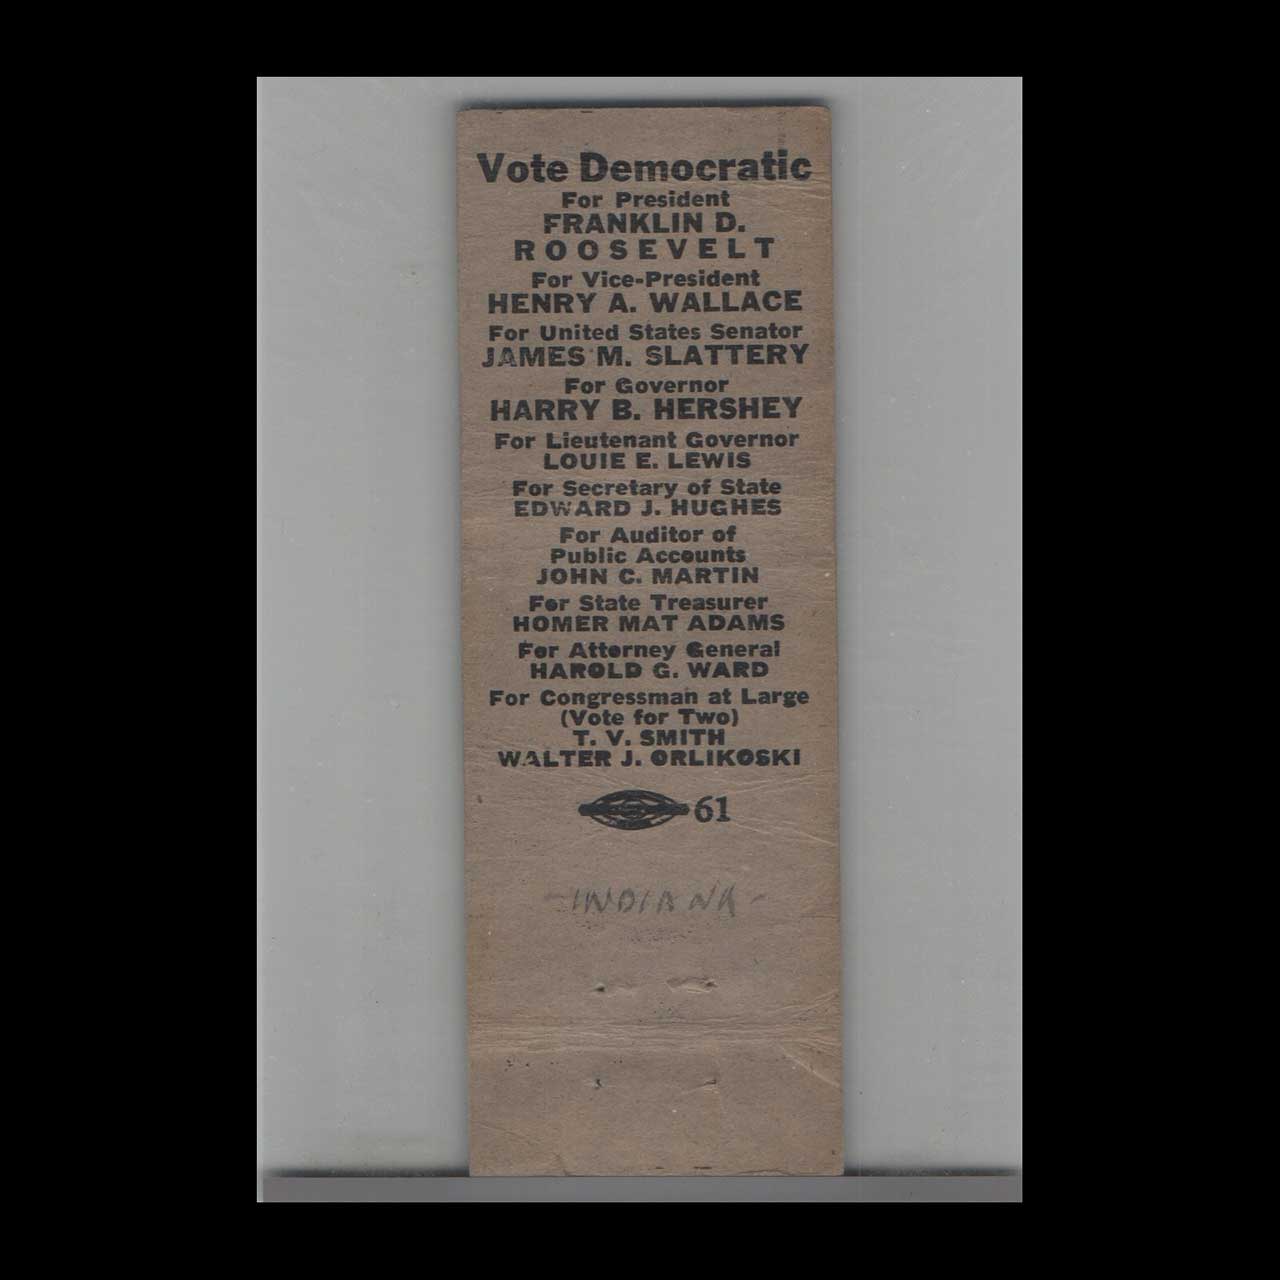 Vote Democratic
For President
FRANKLIN D.
ROOSEVELT
For Vice-President
HENRY A. WALLACE
For United States Senator
JAMES M. SLATTERY
For Governor
HARRY B. HERSHEY
For Lieutenant Governor
LOUIE E. LEWIS
For Secretary of State
EDWARD J. HUGHES
For Auditor of
Public Accounts
JOHN C. MARTIN
For State Treasurer
HOMER MAT ADAMS
For Attorney General
HAROLD G. WARD
For Congressman at Large
(Vote for Two)
T. V. SMITH
WALTER J. ORLIKOSKI
61
-INDIANA-